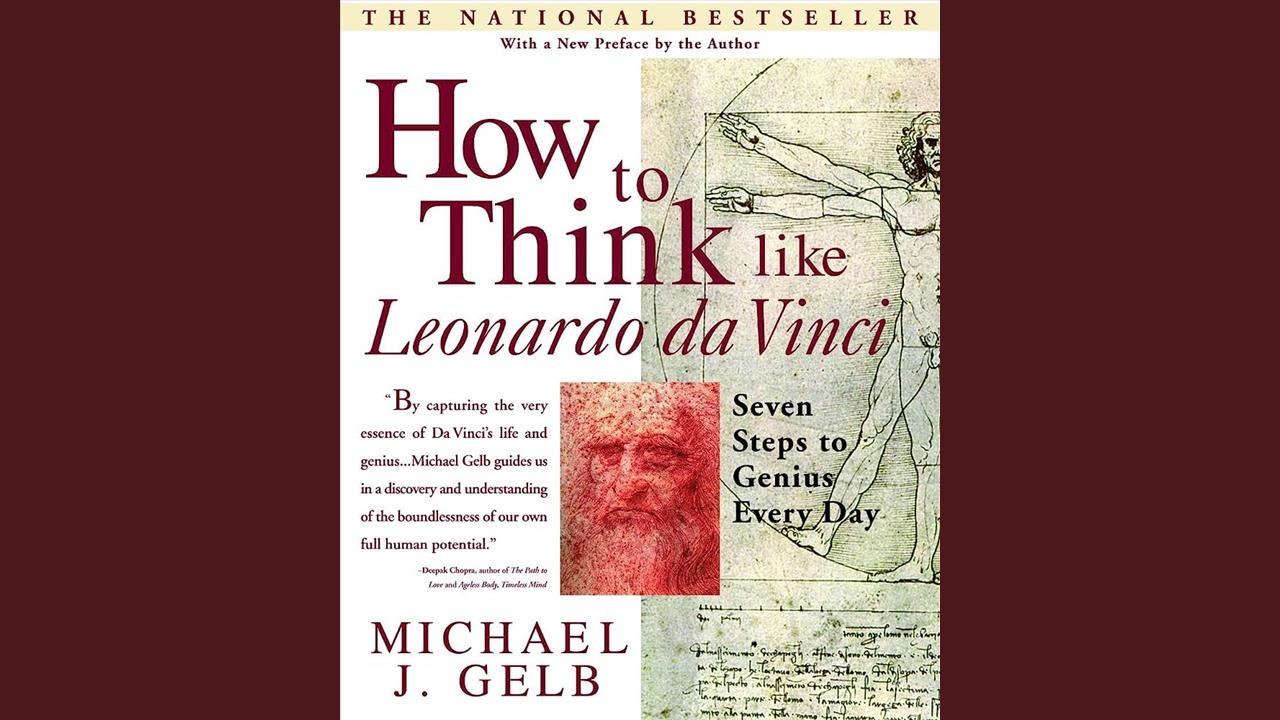 THE NATIONAL BESTSELLER
With a New Preface by the Author
How
to
Think like
Leonardo da Vinci
“By capturing the very
essence of Da Vinci’s life and
genius...Michael Gelb guides us
in a discovery and understanding
of the boundlessness of our own
full human potential.”
–Deepak Chopra, author of The Path to
Love and Ageless Body, Timeless Mind
Seven
Steps to
Genius
Every Day
MICHAEL
J. GELB